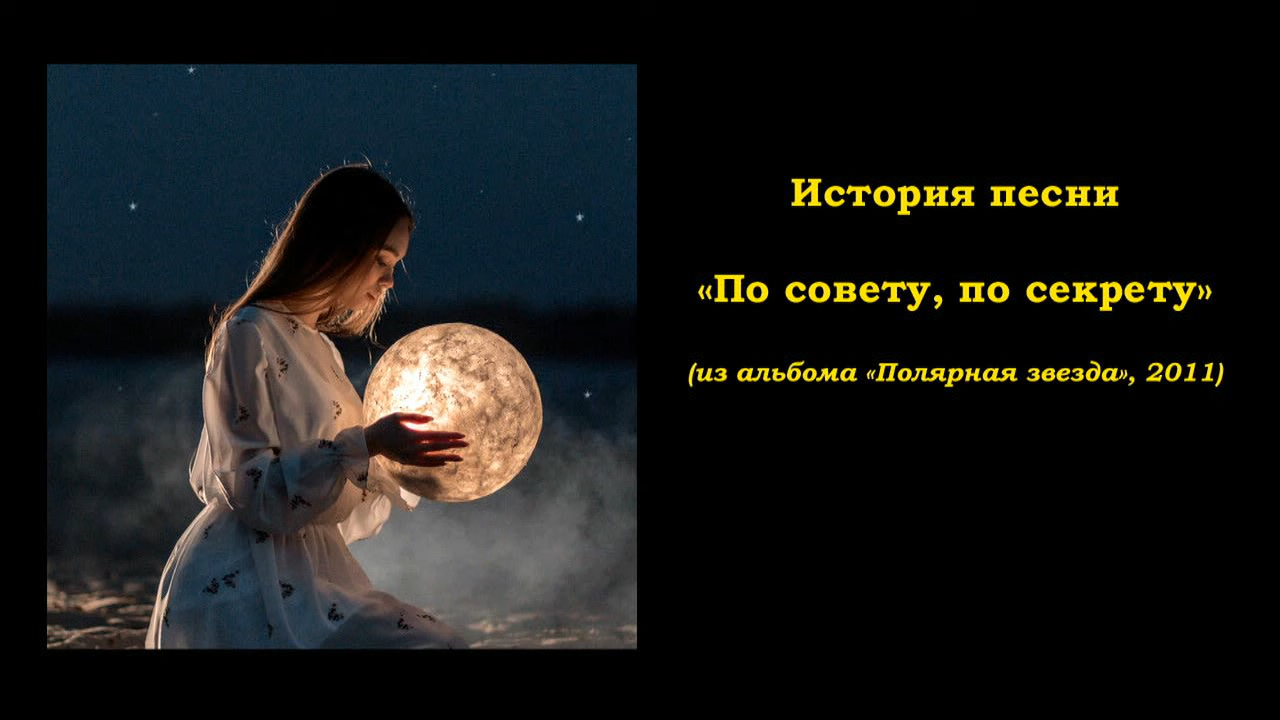 История песни
«По совету, по секрету»
(из альбома «Полярная звезда», 2011)